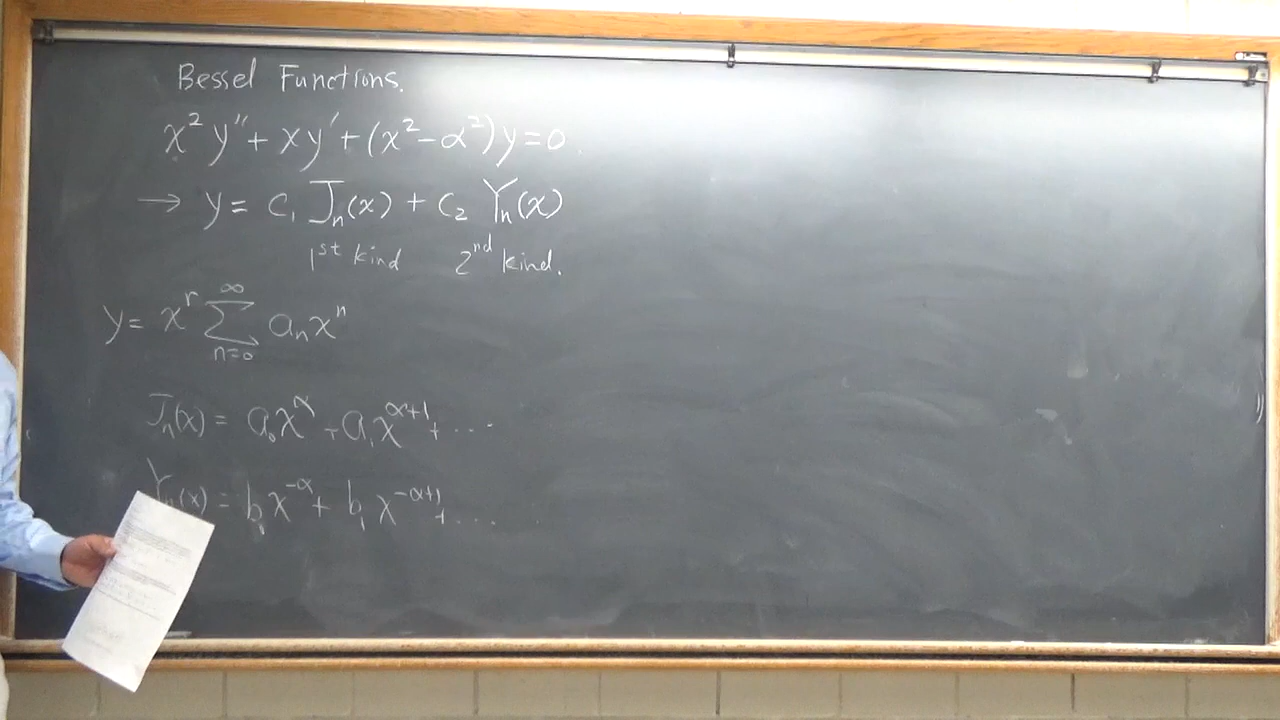 Bessel Functions.
x² y'' + xy' + (x² - α²) y = 0.
→ y = c₁ Jₙ(x) + c₂ Yₙ(x)
1st kind 2nd kind.
y = x^r ∑_{n=0}^{∞} aₙ xⁿ
Jₙ(x) = a₀ x^α + a₁ x^{α+1} + ...
Yₙ(x) = b₀ x^{-α} + b₁ x^{-α+1} + ...